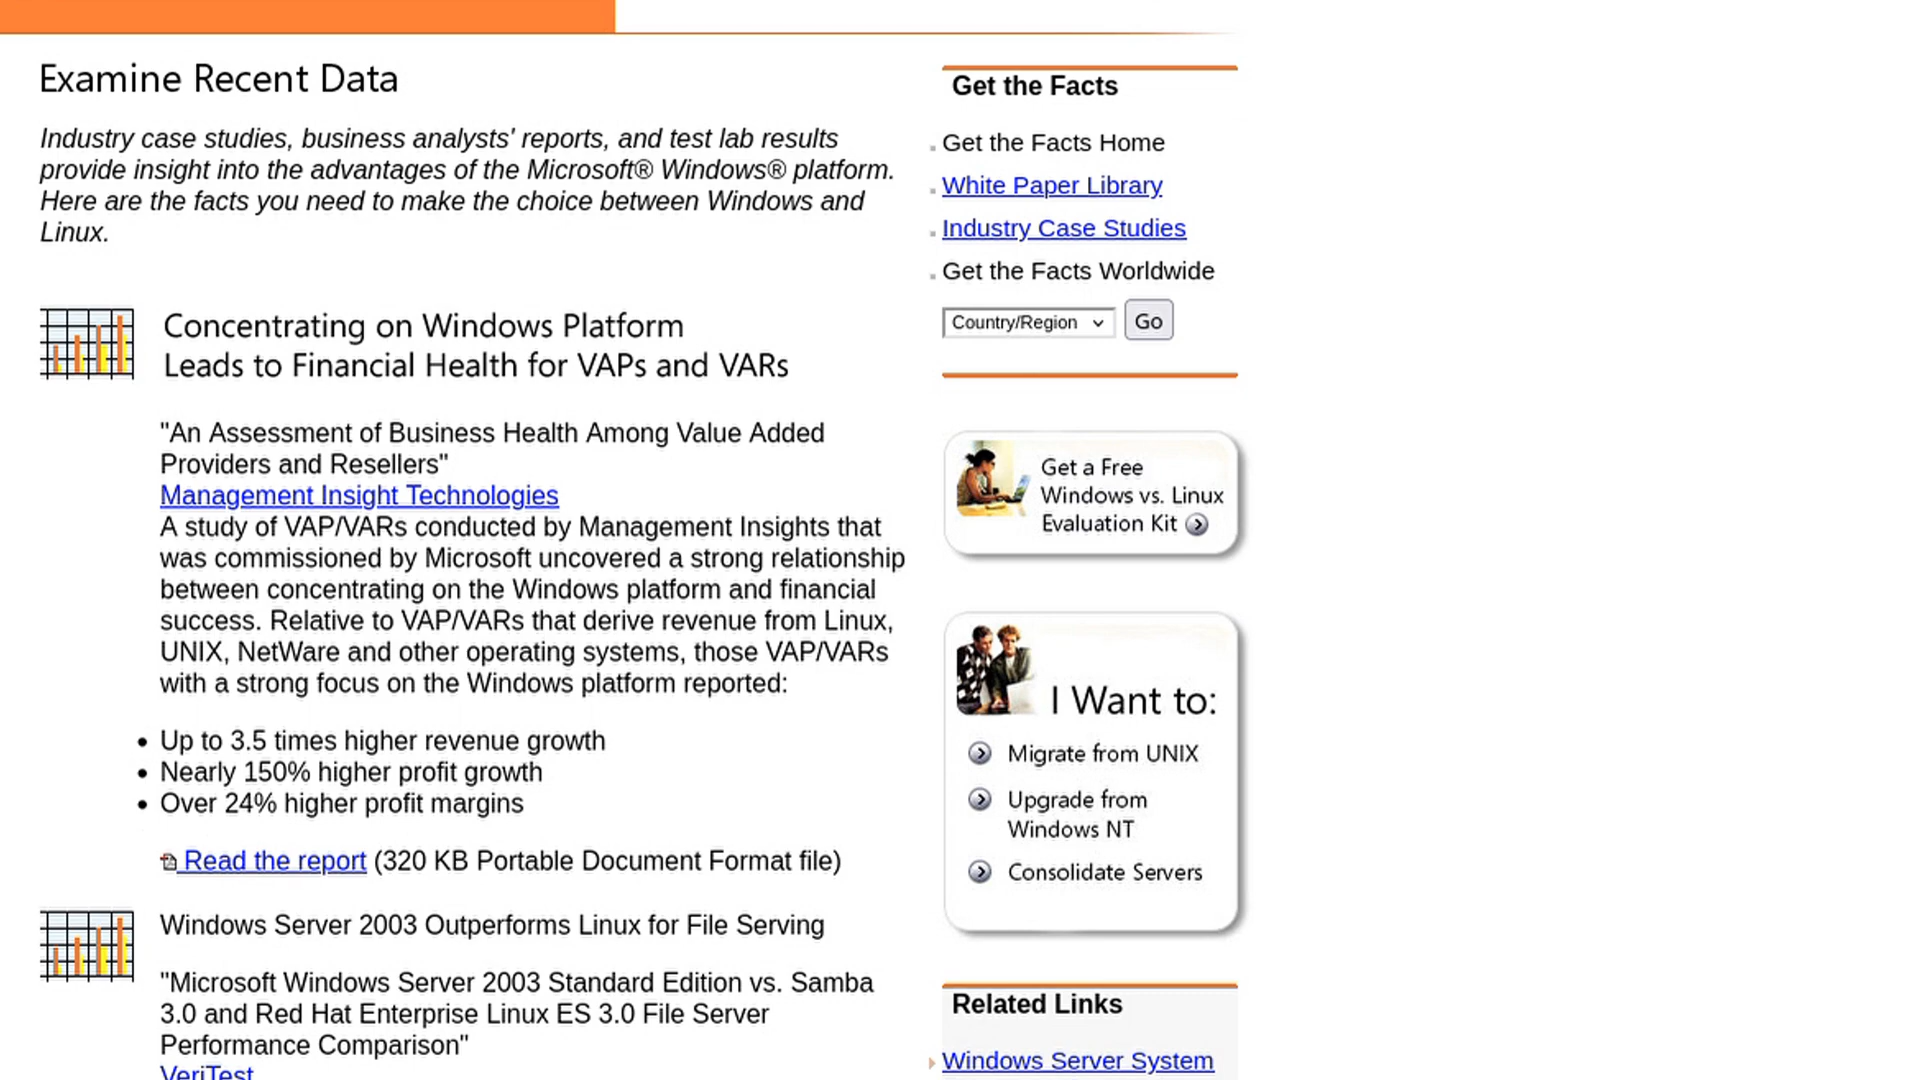 Examine Recent Data
Industry case studies, business analysts' reports, and test lab results
provide insight into the advantages of the Microsoft® Windows® platform.
Here are the facts you need to make the choice between Windows and
Linux.
Concentrating on Windows Platform
Leads to Financial Health for VAPs and VARs
"An Assessment of Business Health Among Value Added
Providers and Resellers"
Management Insight Technologies
A study of VAP/VARs conducted by Management Insights that
was commissioned by Microsoft uncovered a strong relationship
between concentrating on the Windows platform and financial
success. Relative to VAP/VARs that derive revenue from Linux,
UNIX, NetWare and other operating systems, those VAP/VARs
with a strong focus on the Windows platform reported:
Up to 3.5 times higher revenue growth
Nearly 150% higher profit growth
Over 24% higher profit margins
Read the report (320 KB Portable Document Format file)
Windows Server 2003 Outperforms Linux for File Serving
"Microsoft Windows Server 2003 Standard Edition vs. Samba
3.0 and Red Hat Enterprise Linux ES 3.0 File Server
Performance Comparison"
VeriTest
Get the Facts
Get the Facts Home
White Paper Library
Industry Case Studies
Get the Facts Worldwide
Country/Region Go
Get a Free
Windows vs. Linux
Evaluation Kit
I Want to:
Migrate from UNIX
Upgrade from
Windows NT
Consolidate Servers
Related Links
Windows Server System